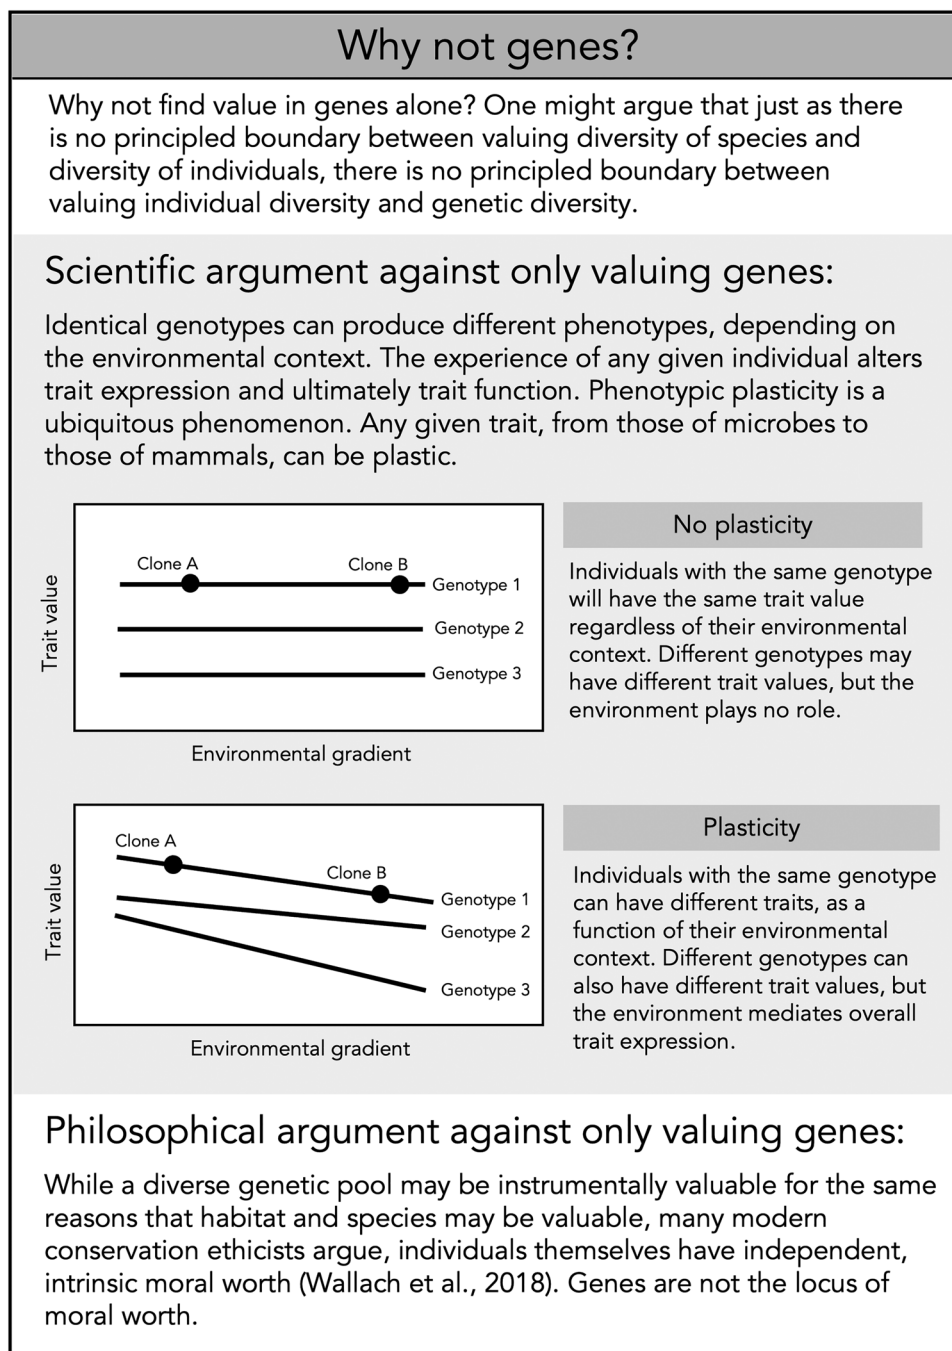 Why not genes?
Why not find value in genes alone? One might argue that just as there
is no principled boundary between valuing diversity of species and
diversity of individuals, there is no principled boundary between
valuing individual diversity and genetic diversity.
Scientific argument against only valuing genes:
Identical genotypes can produce different phenotypes, depending on
the environmental context. The experience of any given individual alters
trait expression and ultimately trait function. Phenotypic plasticity is a
ubiquitous phenomenon. Any given trait, from those of microbes to
those of mammals, can be plastic.
Trait value
Clone A
Clone B
Genotype 1
Genotype 2
Genotype 3
Environmental gradient
No plasticity
Individuals with the same genotype
will have the same trait value
regardless of their environmental
context. Different genotypes may
have different trait values, but the
environment plays no role.
Trait value
Clone A
Clone B
Genotype 1
Genotype 2
Genotype 3
Environmental gradient
Plasticity
Individuals with the same genotype
can have different traits, as a
function of their environmental
context. Different genotypes can
also have different trait values, but
the environment mediates overall
trait expression.
Philosophical argument against only valuing genes:
While a diverse genetic pool may be instrumentally valuable for the same
reasons that habitat and species may be valuable, many modern
conservation ethicists argue, individuals themselves have independent,
intrinsic moral worth (Wallach et al., 2018). Genes are not the locus of
moral worth.